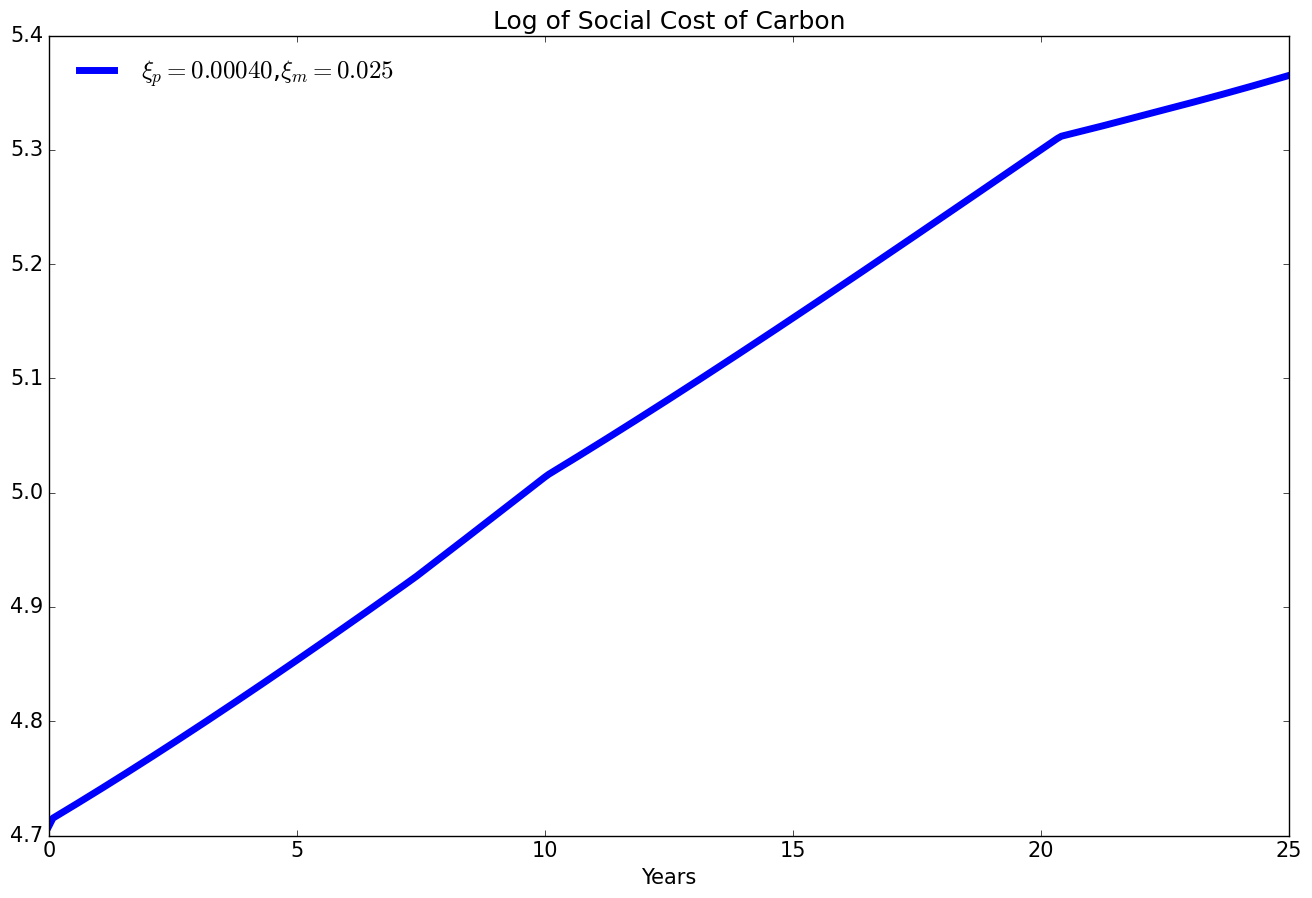 Log of Social Cost of Carbon
5.4
ξₚ = 0.00040,ξₘ = 0.025
5.3
5.2
5.1
5.0
4.9
4.8
4.7
0 5 10 15 20 25
Years